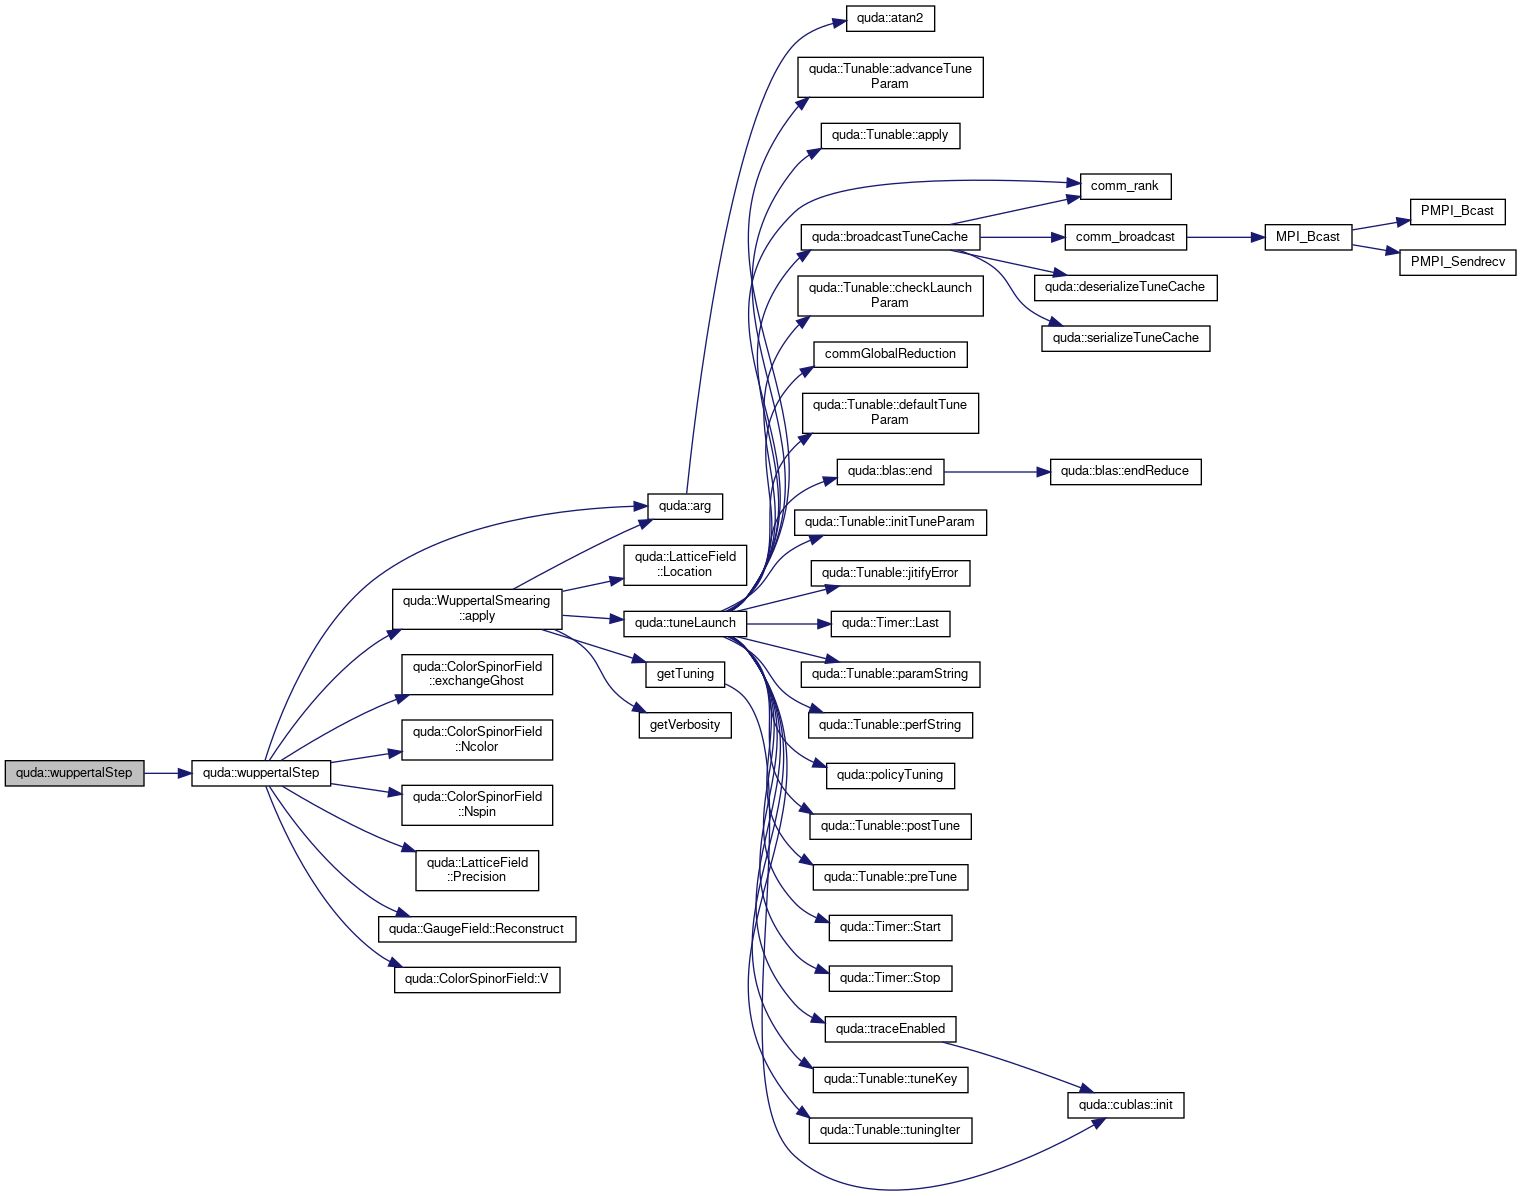 quda::wuppertalStep
quda::wuppertalStep
quda::arg
quda::WuppertalSmearing
::apply
quda::ColorSpinorField
::exchangeGhost
quda::ColorSpinorField
::Ncolor
quda::ColorSpinorField
::Nspin
quda::LatticeField
::Precision
quda::GaugeField::Reconstruct
quda::ColorSpinorField::V
quda::LatticeField
::Location
quda::tuneLaunch
getTuning
getVerbosity
quda::atan2
quda::Tunable::advanceTune
Param
quda::Tunable::apply
quda::broadcastTuneCache
quda::Tunable::checkLaunch
Param
commGlobalReduction
quda::Tunable::defaultTune
Param
quda::blas::end
quda::Tunable::initTuneParam
quda::Tunable::jitifyError
quda::Timer::Last
quda::Tunable::paramString
quda::Tunable::perfString
quda::policyTuning
quda::Tunable::postTune
quda::Tunable::preTune
quda::Timer::Start
quda::Timer::Stop
quda::traceEnabled
quda::Tunable::tuneKey
quda::Tunable::tuningIter
comm_rank
comm_broadcast
quda::deserializeTuneCache
quda::serializeTuneCache
quda::blas::endReduce
quda::cublas::init
MPI_Bcast
PMPI_Bcast
PMPI_Sendrecv